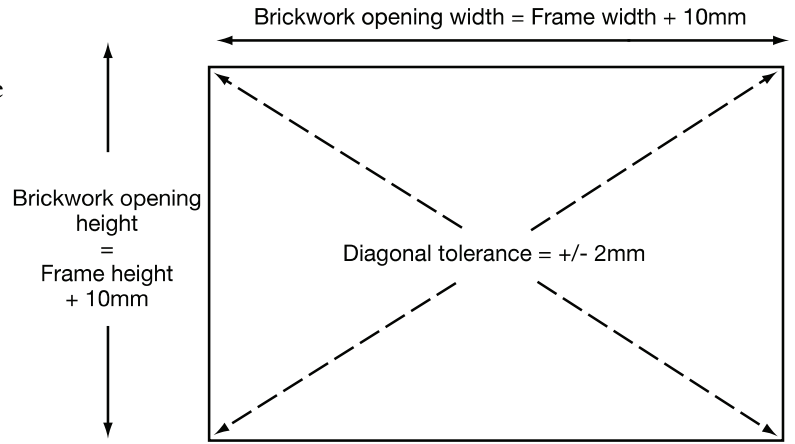 Brickwork opening width = Frame width + 10mm
Brickwork opening
height
=
Frame height
+ 10mm
Diagonal tolerance = +/- 2mm